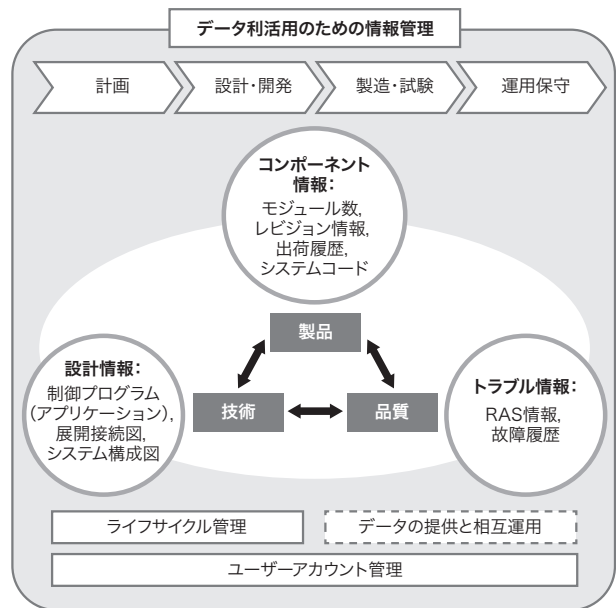 データ利活用のための情報管理
計画
設計・開発
製造・試験
運用保守
コンポーネント
情報：
モジュール数，
レビジョン情報，
出荷履歴，
システムコード
製品
設計情報：
制御プログラム
（アプリケーション），
展開接続図，
システム構成図
技術
品質
トラブル情報：
RAS情報，
故障履歴
ライフサイクル管理
データの提供と相互運用
ユーザーアカウント管理